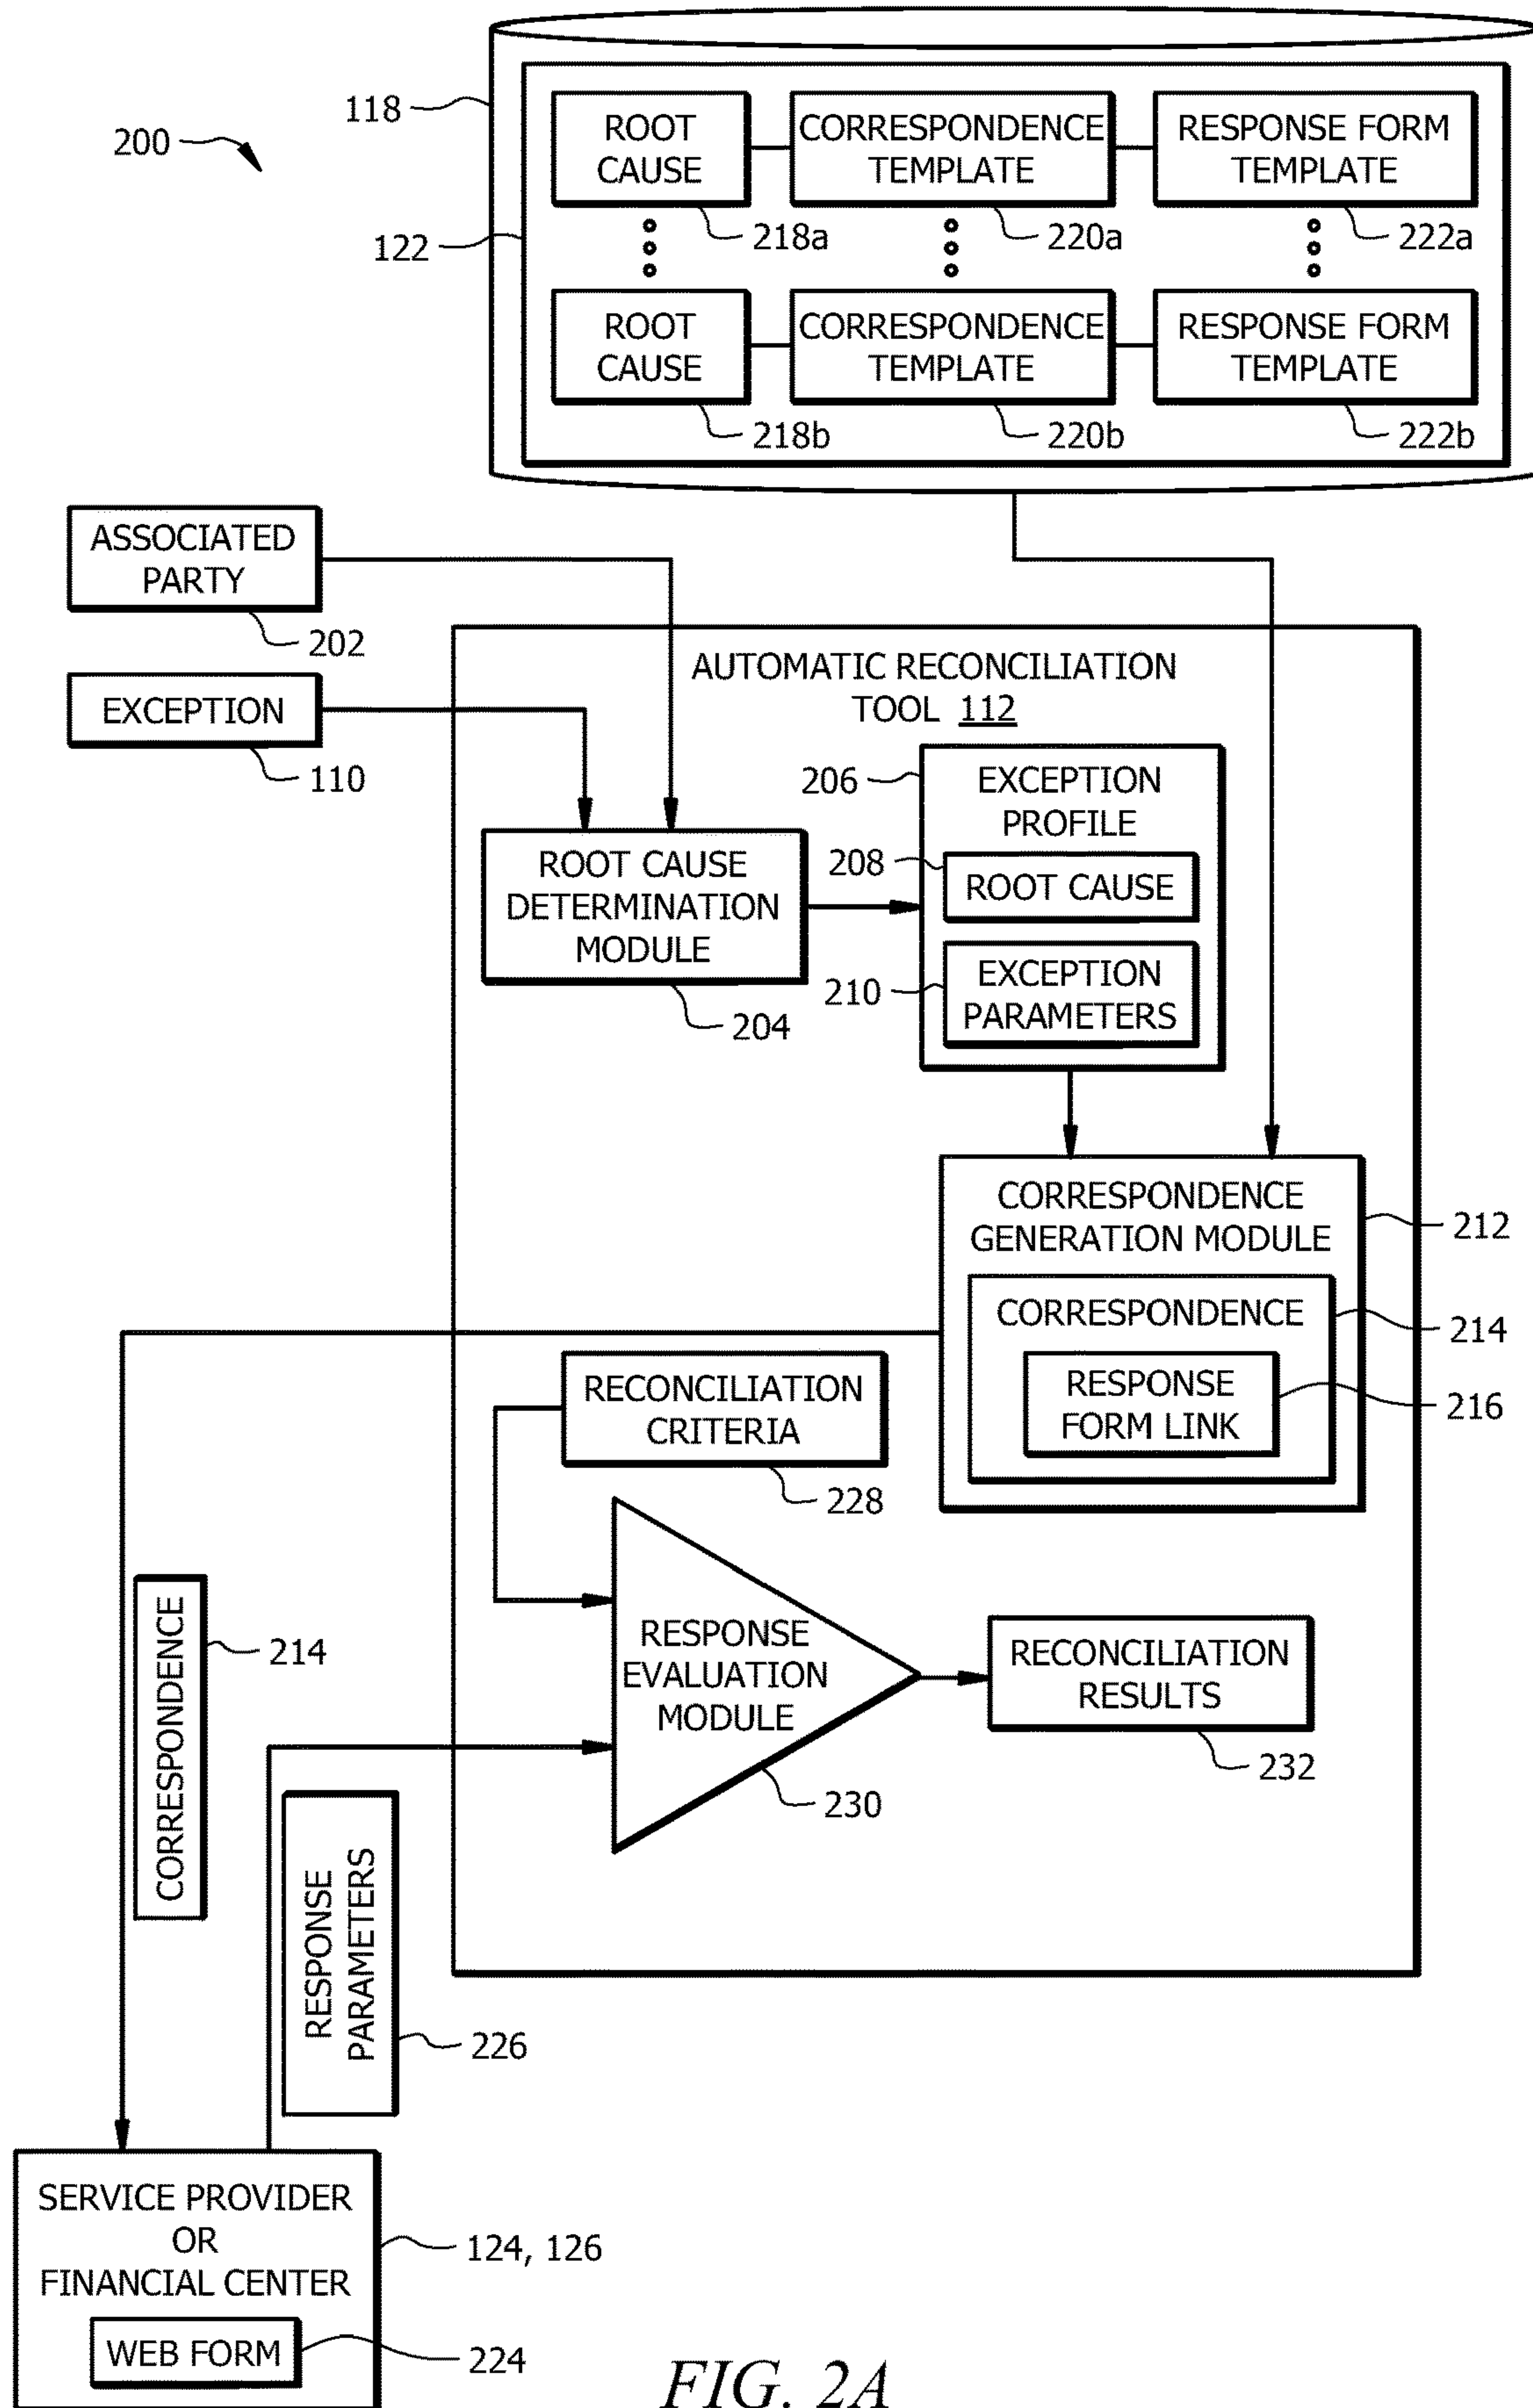 200
118
122
ROOT
CAUSE
218a
CORRESPONDENCE
TEMPLATE
220a
RESPONSE FORM
TEMPLATE
222a
ROOT
CAUSE
218b
CORRESPONDENCE
TEMPLATE
220b
RESPONSE FORM
TEMPLATE
222b
ASSOCIATED
PARTY
202
EXCEPTION
110
AUTOMATIC RECONCILIATION
TOOL 112
ROOT CAUSE
DETERMINATION
MODULE
204
206
EXCEPTION
PROFILE
208
ROOT CAUSE
210
EXCEPTION
PARAMETERS
CORRESPONDENCE
GENERATION MODULE
212
CORRESPONDENCE
214
RESPONSE
FORM LINK
216
RECONCILIATION
CRITERIA
228
RESPONSE
EVALUATION
MODULE
230
RECONCILIATION
RESULTS
232
CORRESPONDENCE
214
RESPONSE
PARAMETERS
226
SERVICE PROVIDER
OR
FINANCIAL CENTER
124, 126
WEB FORM
224
FIG. 2A